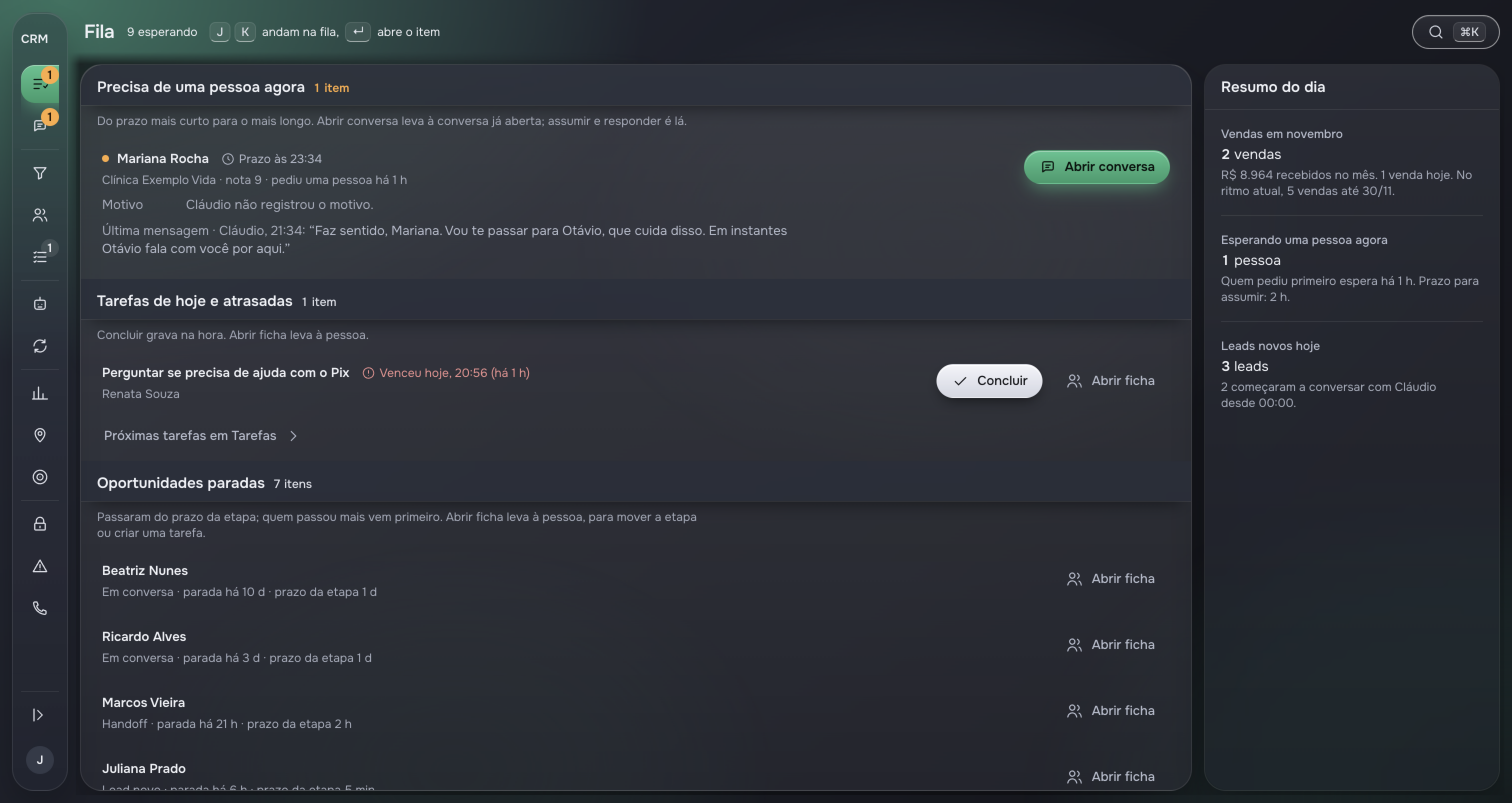 CRM
Fila 9 esperando J K andam na fila, ↵ abre o item
⌘K
1
1
1
J
Precisa de uma pessoa agora 1 item
Do prazo mais curto para o mais longo. Abrir conversa leva à conversa já aberta; assumir e responder é lá.
Mariana Rocha Prazo às 23:34
Clínica Exemplo Vida · nota 9 · pediu uma pessoa há 1 h
Abrir conversa
Motivo Cláudio não registrou o motivo.
Última mensagem · Cláudio, 21:34: “Faz sentido, Mariana. Vou te passar para Otávio, que cuida disso. Em instantes
Otávio fala com você por aqui.”
Tarefas de hoje e atrasadas 1 item
Concluir grava na hora. Abrir ficha leva à pessoa.
Perguntar se precisa de ajuda com o Pix Venceu hoje, 20:56 (há 1 h)
Renata Souza
Concluir Abrir ficha
Próximas tarefas em Tarefas
Oportunidades paradas 7 itens
Passaram do prazo da etapa; quem passou mais vem primeiro. Abrir ficha leva à pessoa, para mover a etapa
ou criar uma tarefa.
Beatriz Nunes
Em conversa · parada há 10 d · prazo da etapa 1 d
Abrir ficha
Ricardo Alves
Em conversa · parada há 3 d · prazo da etapa 1 d
Abrir ficha
Marcos Vieira
Handoff · parada há 21 h · prazo da etapa 2 h
Abrir ficha
Juliana Prado
Lead novo · parada há 6 h · prazo da etapa 5 min
Abrir ficha
Resumo do dia
Vendas em novembro
2 vendas
R$ 8.964 recebidos no mês. 1 venda hoje. No
ritmo atual, 5 vendas até 30/11.
Esperando uma pessoa agora
1 pessoa
Quem pediu primeiro espera há 1 h. Prazo para
assumir: 2 h.
Leads novos hoje
3 leads
2 começaram a conversar com Cláudio
desde 00:00.